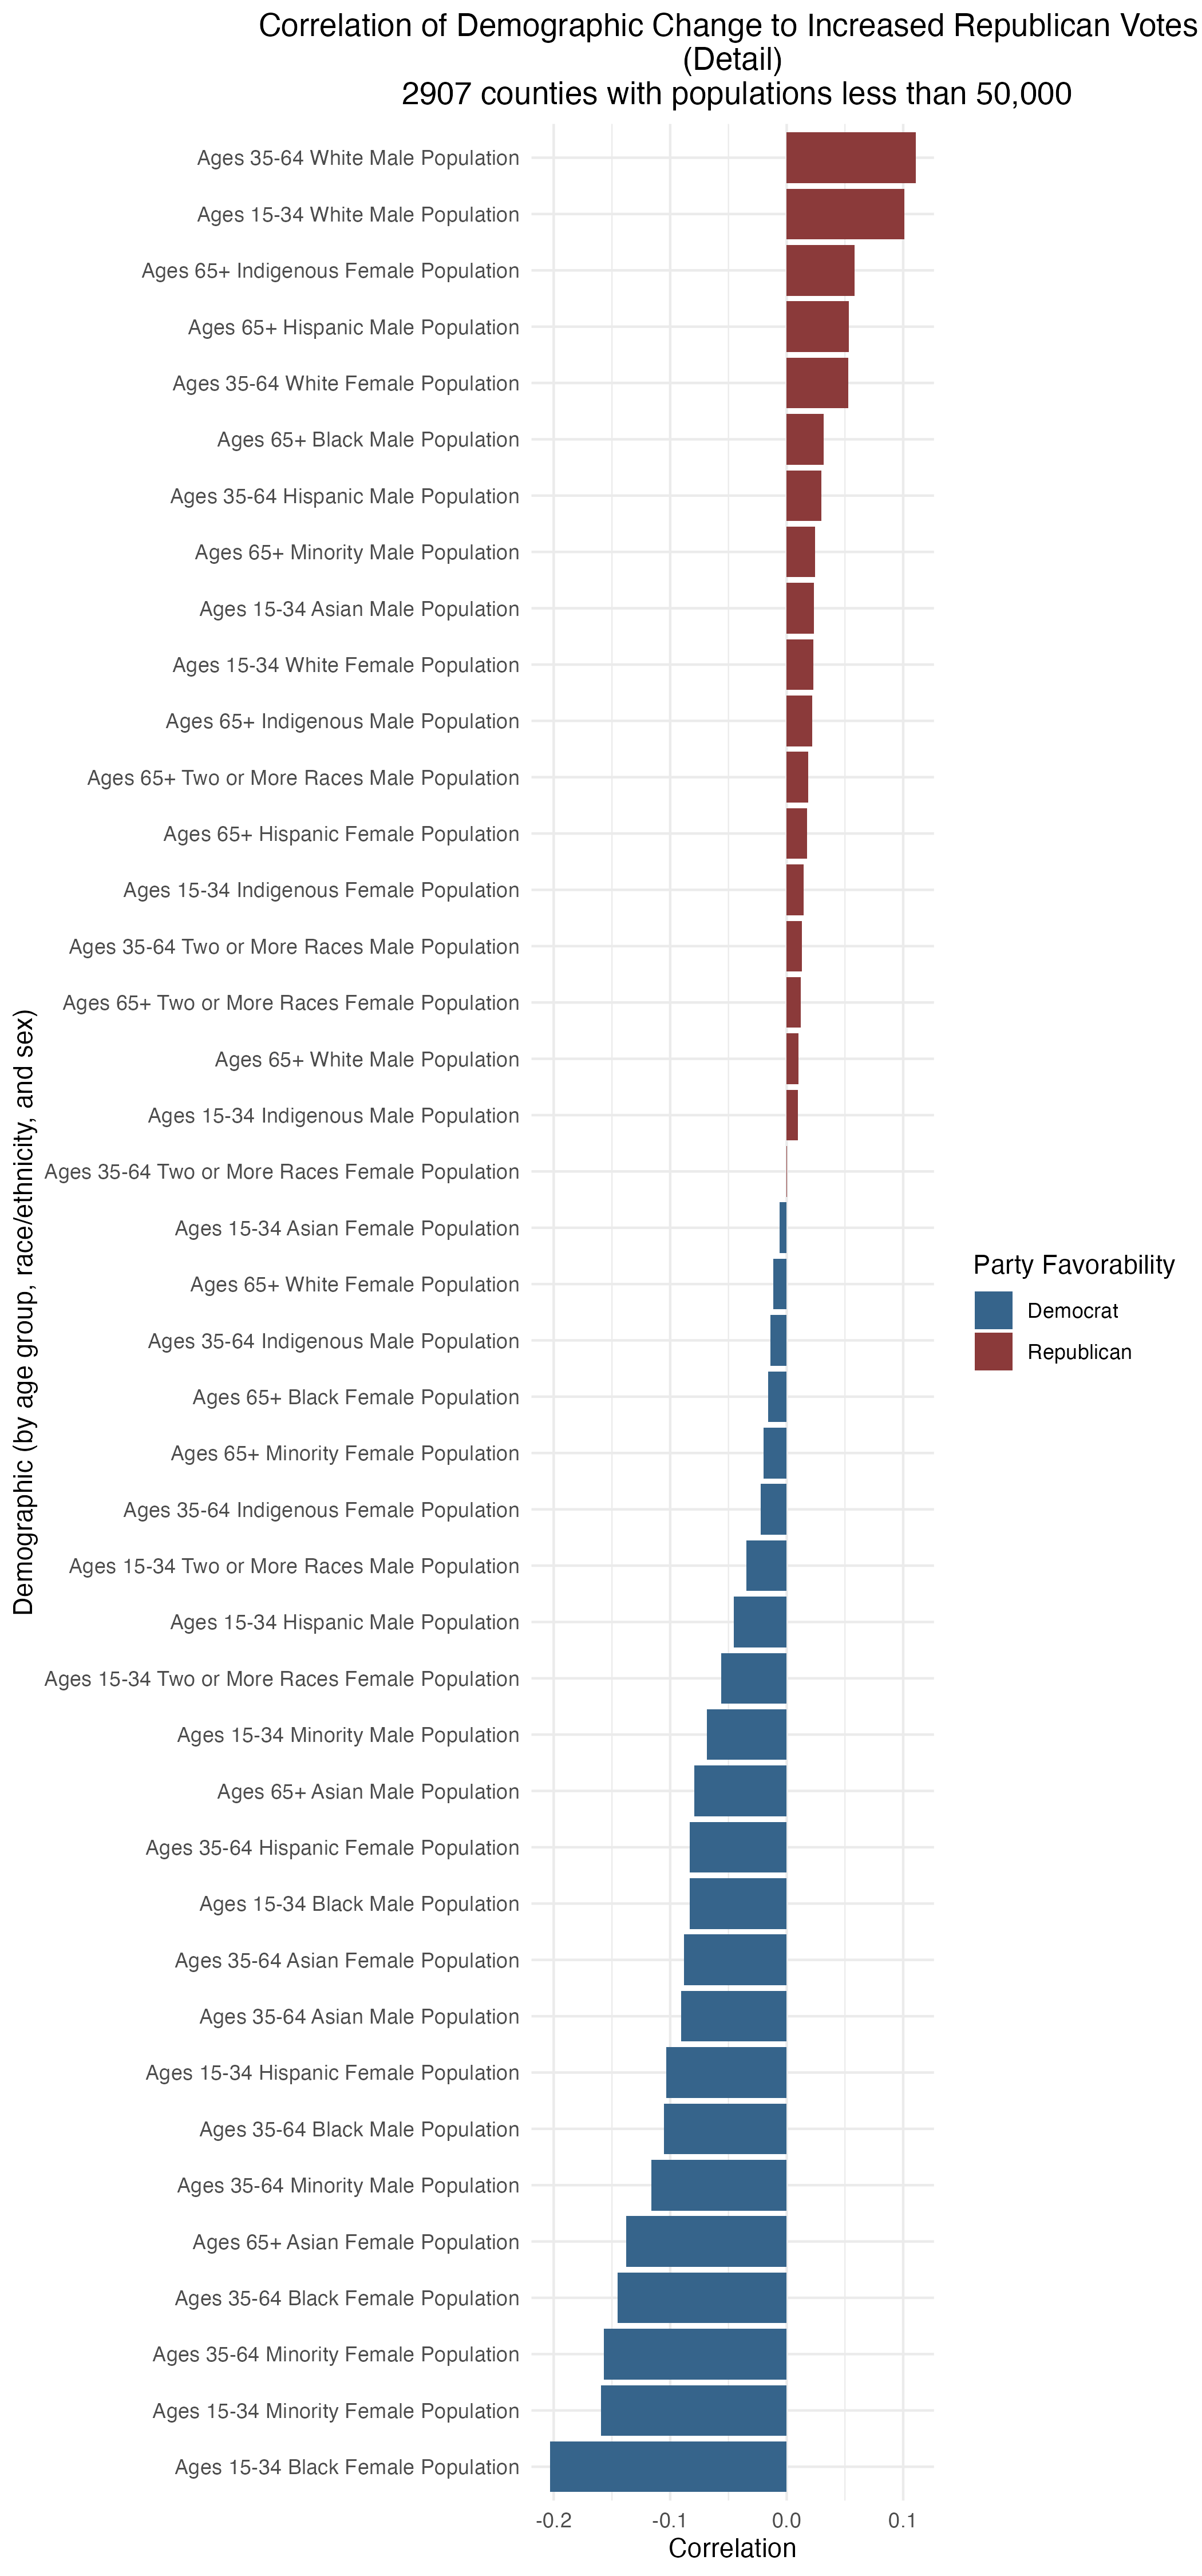 Correlation of Demographic Change to Increased Republican Votes
(Detail)
2907 counties with populations less than 50,000
Demographic (by age group, race/ethnicity, and sex)
Ages 35-64 White Male Population
Ages 15-34 White Male Population
Ages 65+ Indigenous Female Population
Ages 65+ Hispanic Male Population
Ages 35-64 White Female Population
Ages 65+ Black Male Population
Ages 35-64 Hispanic Male Population
Ages 65+ Minority Male Population
Ages 15-34 Asian Male Population
Ages 15-34 White Female Population
Ages 65+ Indigenous Male Population
Ages 65+ Two or More Races Male Population
Ages 65+ Hispanic Female Population
Ages 15-34 Indigenous Female Population
Ages 35-64 Two or More Races Male Population
Ages 65+ Two or More Races Female Population
Ages 65+ White Male Population
Ages 15-34 Indigenous Male Population
Ages 35-64 Two or More Races Female Population
Ages 15-34 Asian Female Population
Ages 65+ White Female Population
Ages 35-64 Indigenous Male Population
Ages 65+ Black Female Population
Ages 65+ Minority Female Population
Ages 35-64 Indigenous Female Population
Ages 15-34 Two or More Races Male Population
Ages 15-34 Hispanic Male Population
Ages 15-34 Two or More Races Female Population
Ages 15-34 Minority Male Population
Ages 65+ Asian Male Population
Ages 35-64 Hispanic Female Population
Ages 15-34 Black Male Population
Ages 35-64 Asian Female Population
Ages 35-64 Asian Male Population
Ages 15-34 Hispanic Female Population
Ages 35-64 Black Male Population
Ages 35-64 Minority Male Population
Ages 65+ Asian Female Population
Ages 35-64 Black Female Population
Ages 35-64 Minority Female Population
Ages 15-34 Minority Female Population
Ages 15-34 Black Female Population
-0.2 -0.1 0.0 0.1
Correlation
Party Favorability
Democrat
Republican